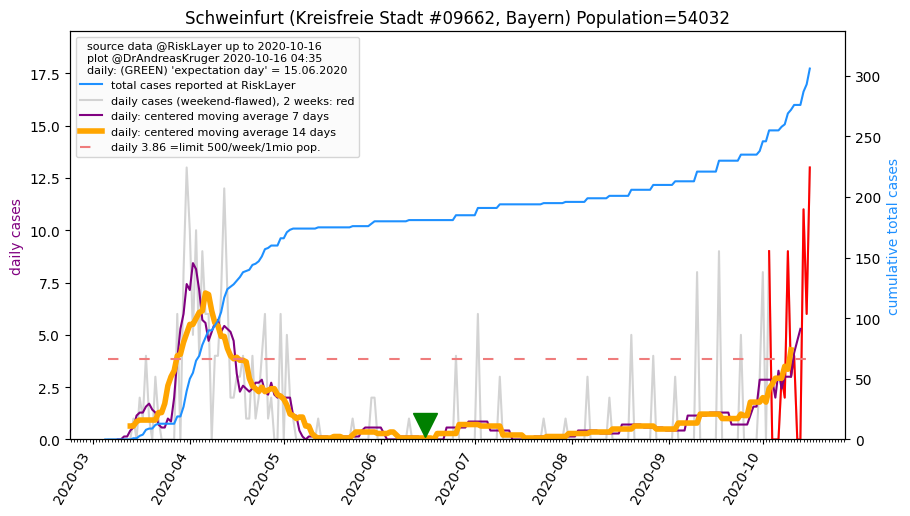 Schweinfurt (Kreisfreie Stadt #09662, Bayern) Population=54032
source data @RiskLayer up to 2020-10-16
plot @DrAndreasKruger 2020-10-16 04:35
daily: (GREEN) 'expectation day' = 15.06.2020
total cases reported at RiskLayer
daily cases (weekend-flawed), 2 weeks: red
daily: centered moving average 7 days
daily: centered moving average 14 days
daily 3.86 =limit 500/week/1mio pop.
daily cases
17.5
15.0
12.5
10.0
7.5
5.0
2.5
0.0
cumulative total cases
300
250
200
150
100
50
0
2020-03
2020-04
2020-05
2020-06
2020-07
2020-08
2020-09
2020-10